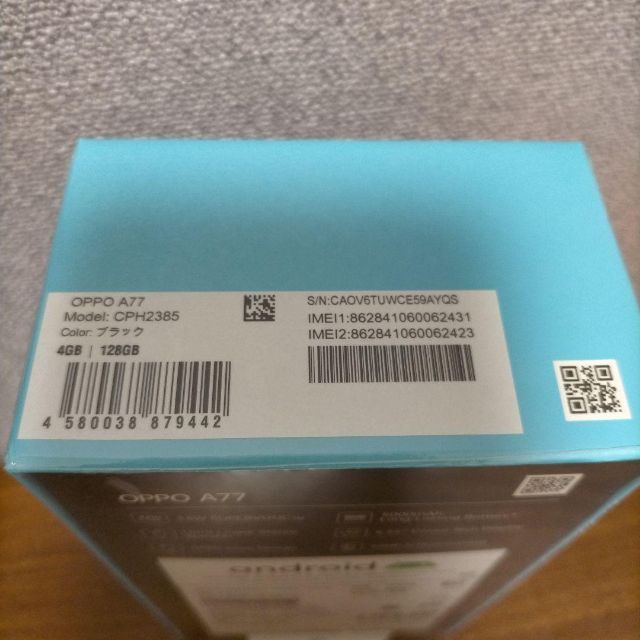 OPPO A77
Model: CPH2385
Color: ブラック
4GB | 128GB
4 580038 879442
S/N:CAOV6TUWCE59AYQS
IMEI1:862841060062431
IMEI2:862841060062423
OPPO A77
android